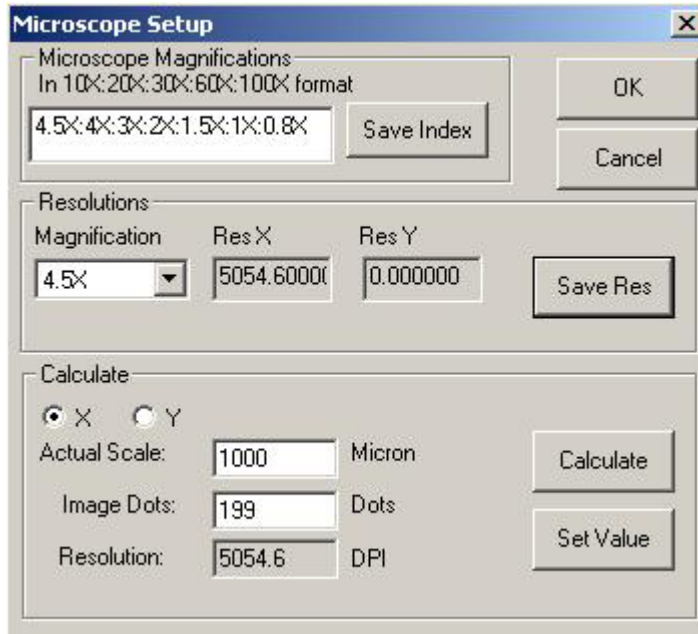 Microscope Setup
Microscope Magnifications
In 10X:20X:30X:60X:100X format
4.5X:4X:3X:2X:1.5X:1X:0.8X
Save Index
OK
Cancel
Resolutions
Magnification Res X Res Y
4.5X 5054.6000( 0.000000
Save Res
Calculate
X Y
Actual Scale: 1000 Micron
Calculate
Image Dots: 199 Dots
Set Value
Resolution: 5054.6 DPI